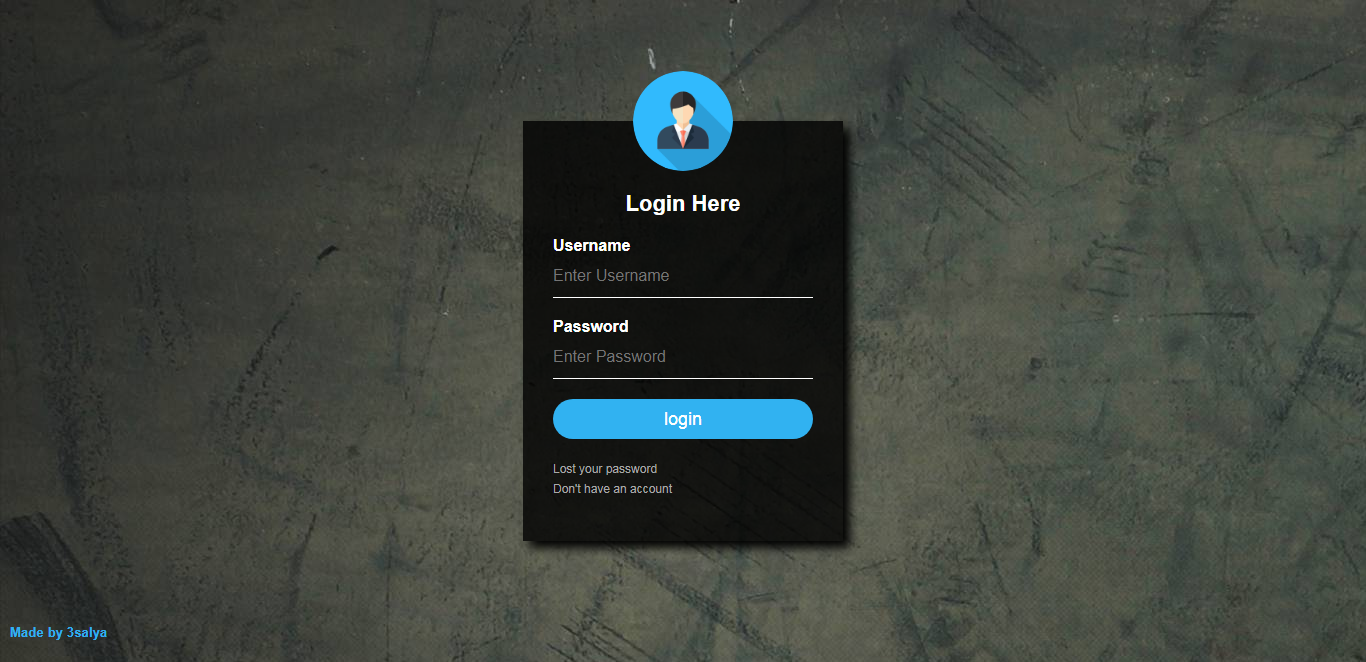 Login Here
Username
Enter Username
Password
Enter Password
login
Lost your password
Don't have an account
Made by 3salya